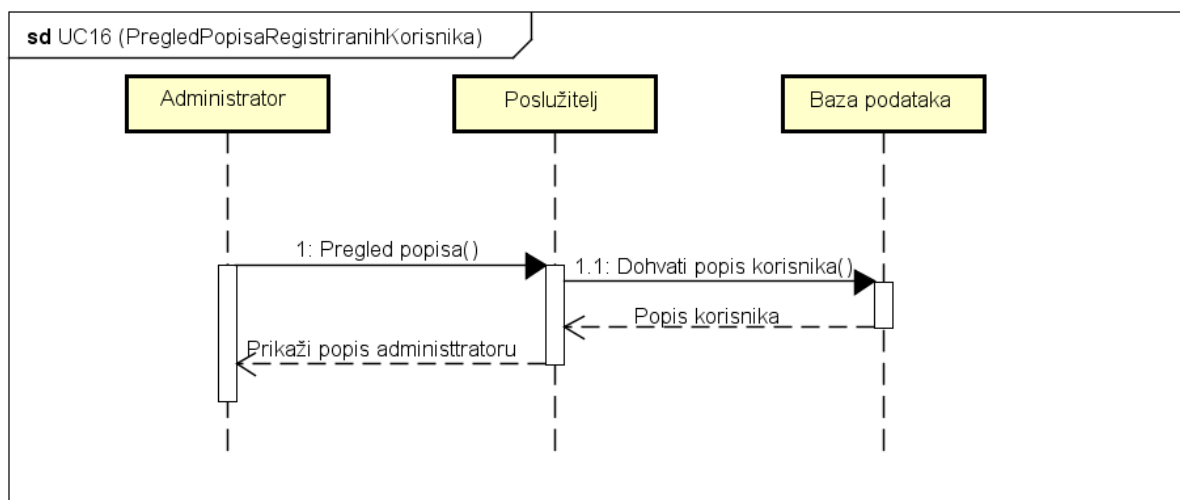 sd UC16 (PregledPopisaRegistriranihKorisnika)
Administrator
Poslužitelj
Baza podataka
1: Pregled popisa()
1.1: Dohvati popis korisnika()
Popis korisnika
Prikaži popis administtratoru